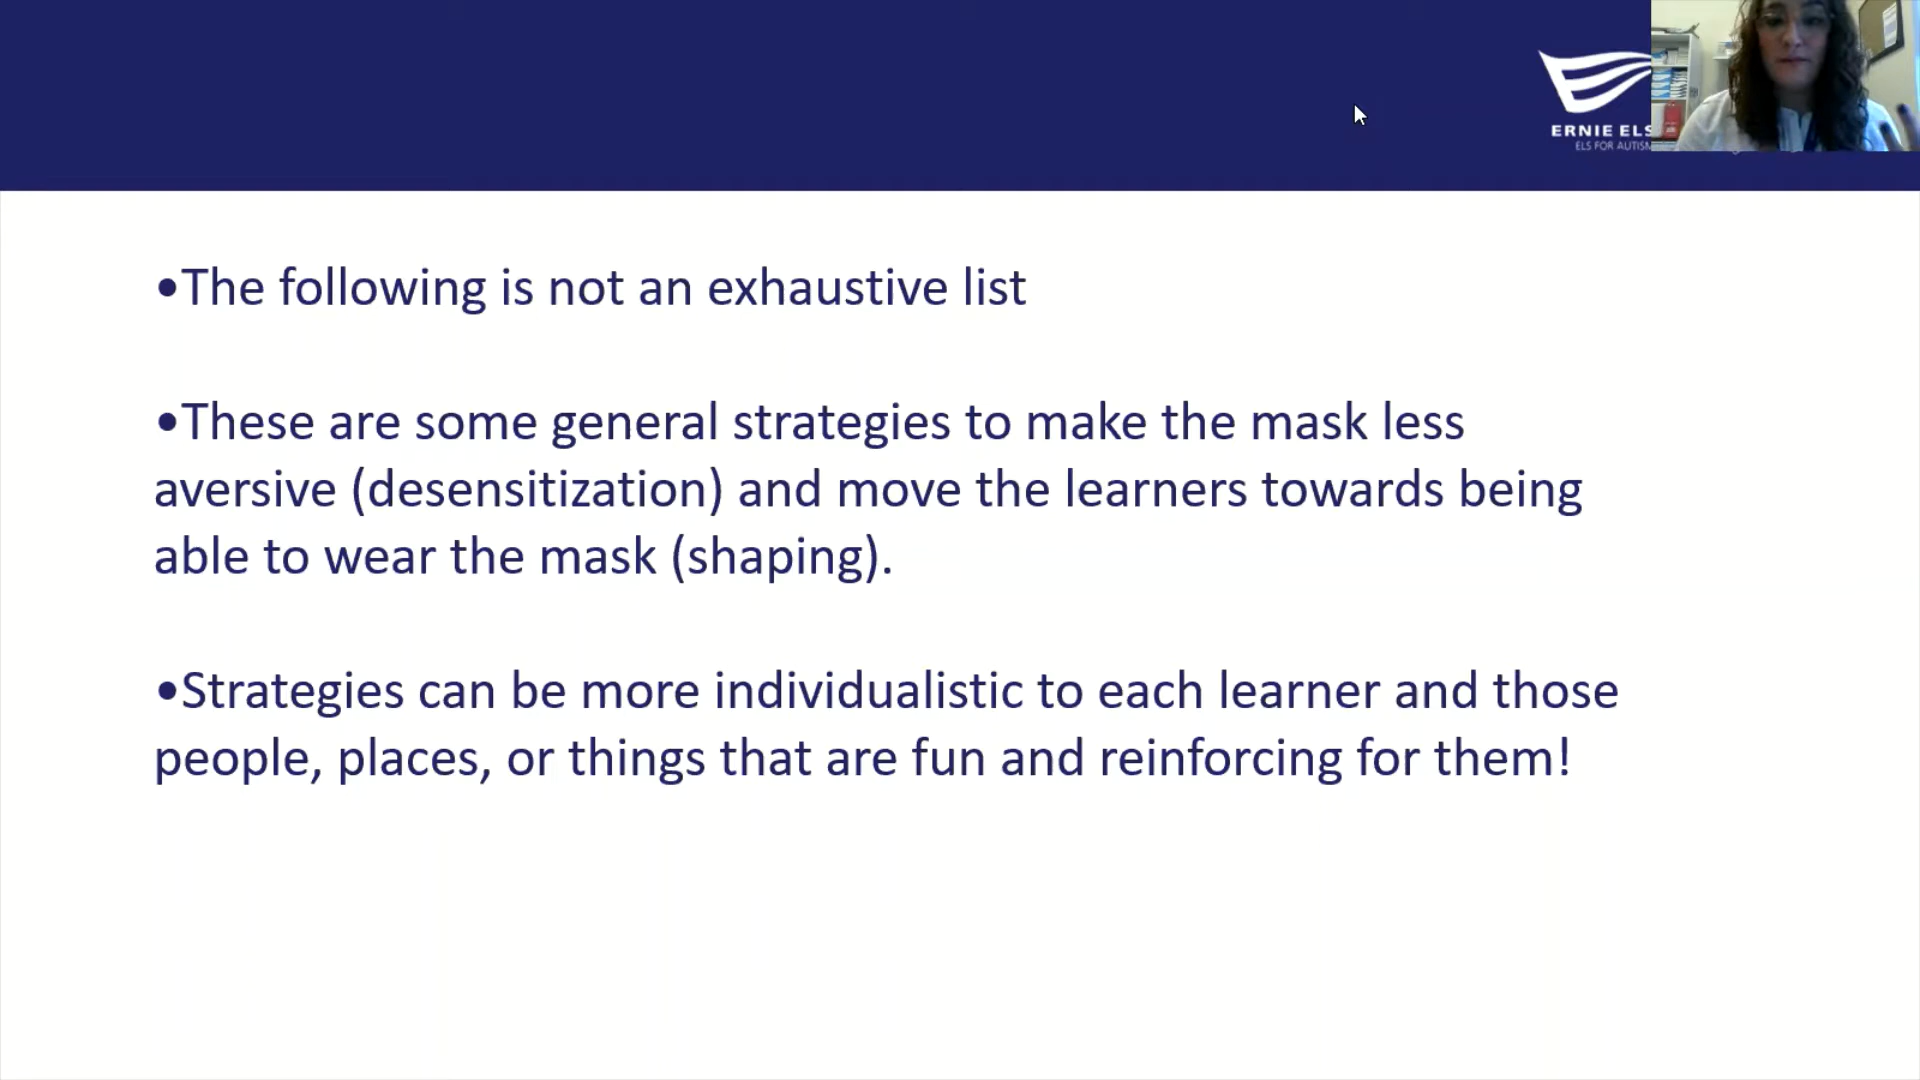 ERNIE ELS
ELS FOR AUTISM
•The following is not an exhaustive list
•These are some general strategies to make the mask less
aversive (desensitization) and move the learners towards being
able to wear the mask (shaping).
•Strategies can be more individualistic to each learner and those
people, places, or things that are fun and reinforcing for them!